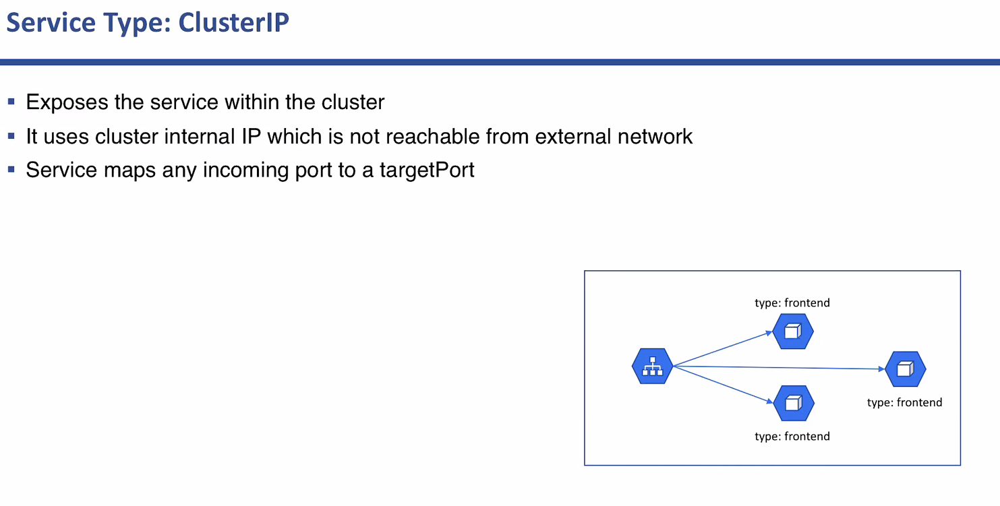 Service Type: ClusterIP
▪ Exposes the service within the cluster
▪ It uses cluster internal IP which is not reachable from external network
▪ Service maps any incoming port to a targetPort
type: frontend
type: frontend
type: frontend